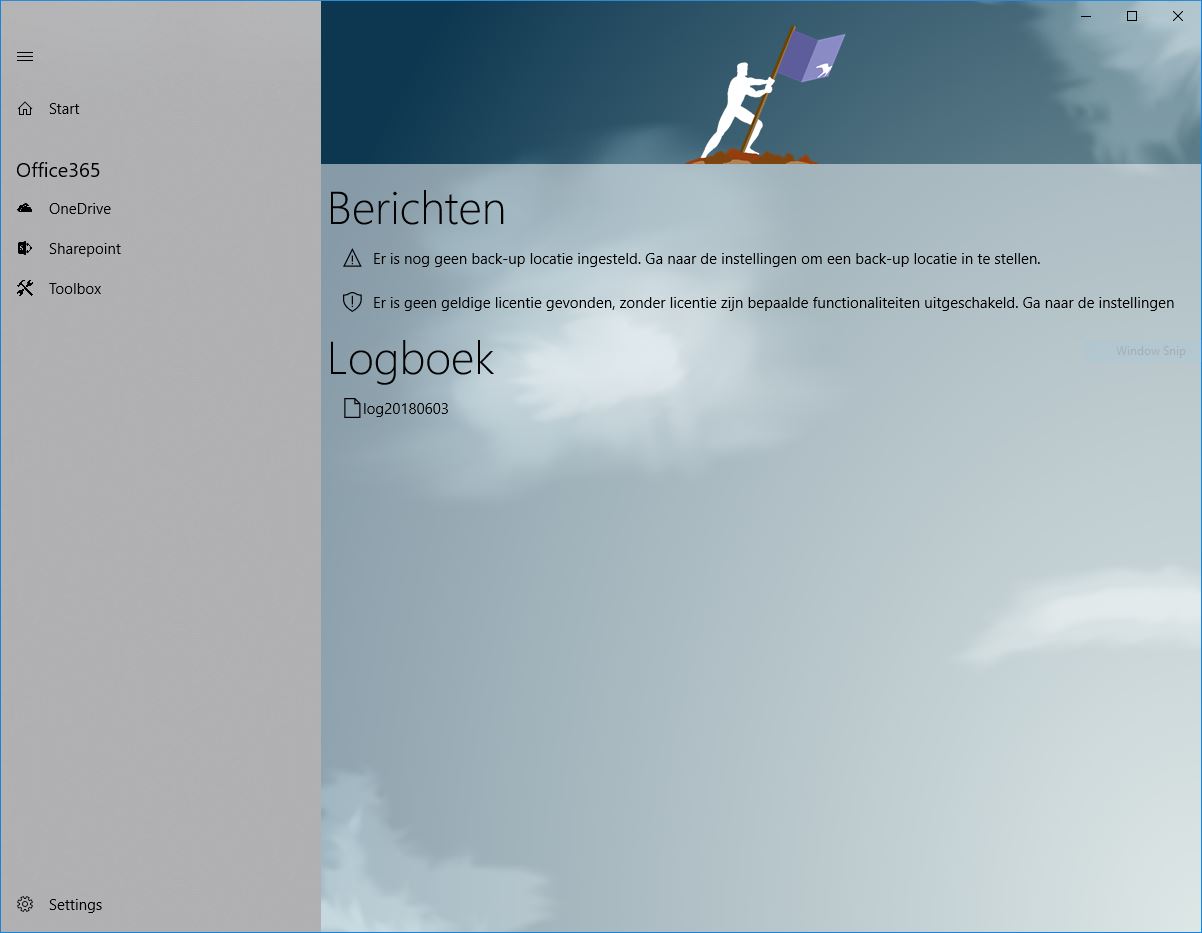 Start
Office365
OneDrive
Sharepoint
Toolbox
Settings
Berichten
Er is nog geen back-up locatie ingesteld. Ga naar de instellingen om een back-up locatie in te stellen.
Er is geen geldige licentie gevonden, zonder licentie zijn bepaalde functionaliteiten uitgeschakeld. Ga naar de instellingen
Logboek
Window Snip
log20180603